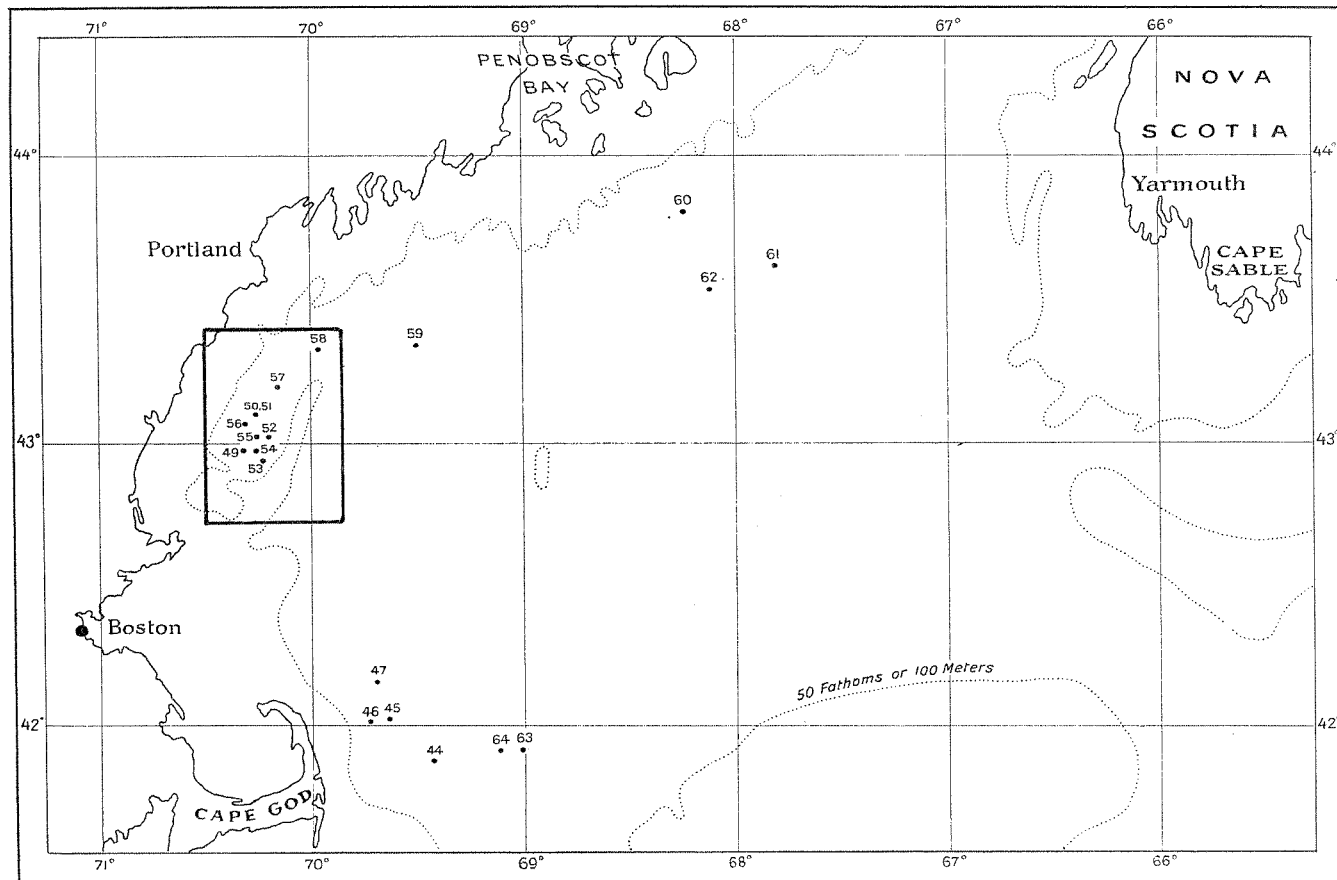 71° 70° 69° 68° 67° 66°
PENOBSCOT
BAY
NOVA
SCOTIA
44° 44°
Yarmouth
60
Portland
61
CAPE
SABLE
62
59
58
57
50,51
56
52
43° 55 43°
49 54
53
Boston
47
50 Fathoms or 100 Meters
46 45
42° 42°
64 63
44
CAPE GOD
71° 70° 69° 68° 67° 66°